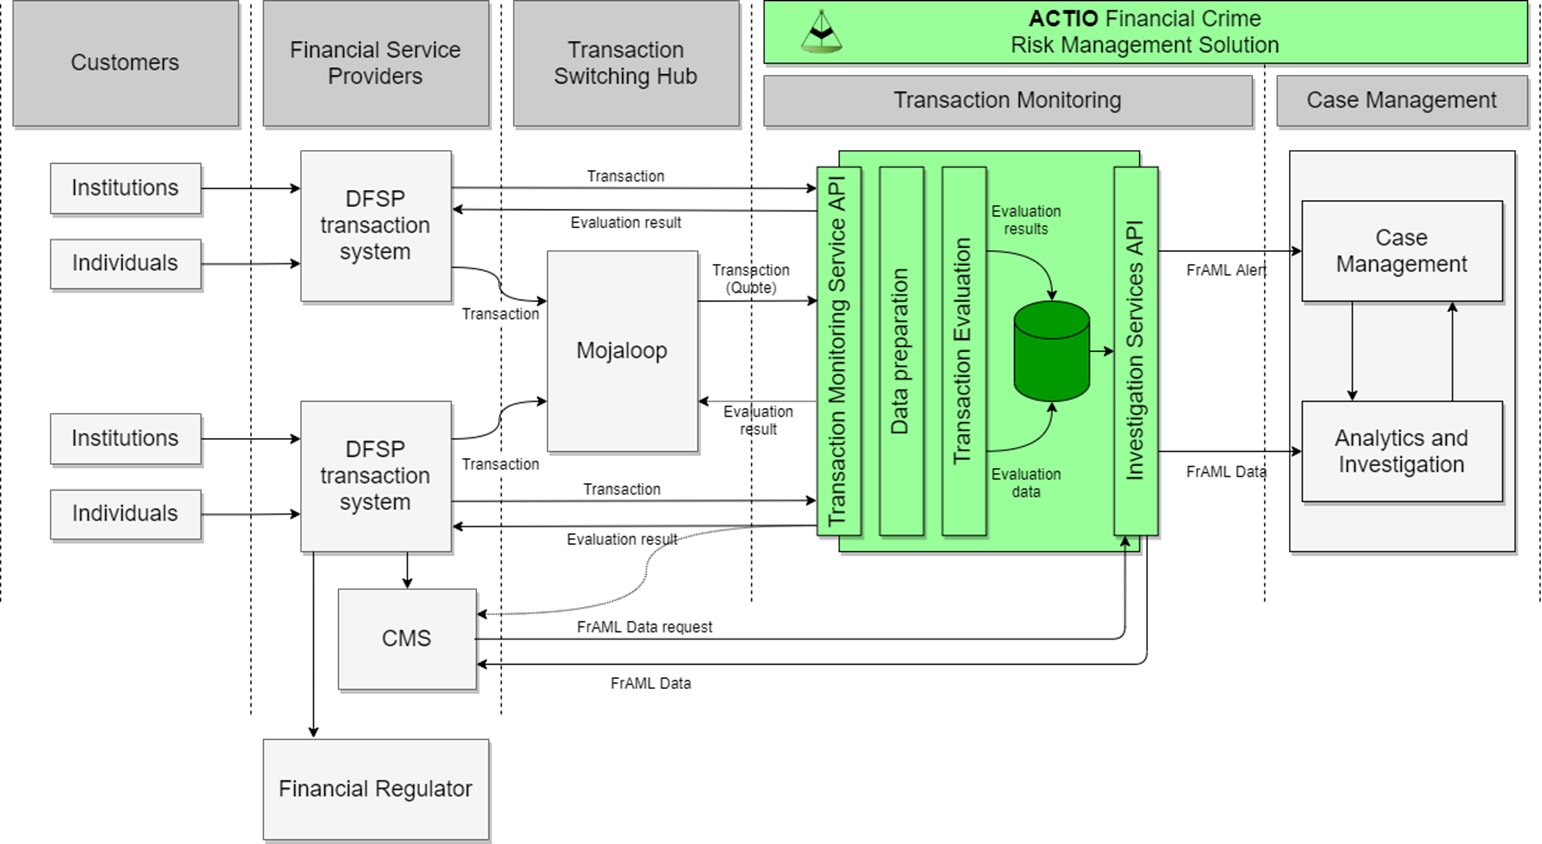 Customers
Financial Service
Providers
Transaction
Switching Hub
ACTIO Financial Crime
Risk Management Solution
Transaction Monitoring
Case Management
Institutions
Individuals
DFSP
transaction
system
Transaction
Evaluation result
Transaction
Mojaloop
Transaction
(Qubte)
Evaluation
result
Institutions
Individuals
DFSP
transaction
system
Transaction
Transaction
Evaluation result
Transaction Monitoring Service API
Data preparation
Transaction Evaluation
Evaluation
results
Evaluation
data
Investigation Services API
FrAML Alert
FrAML Data
Case
Management
Analytics and
Investigation
CMS
FrAML Data request
FrAML Data
Financial Regulator